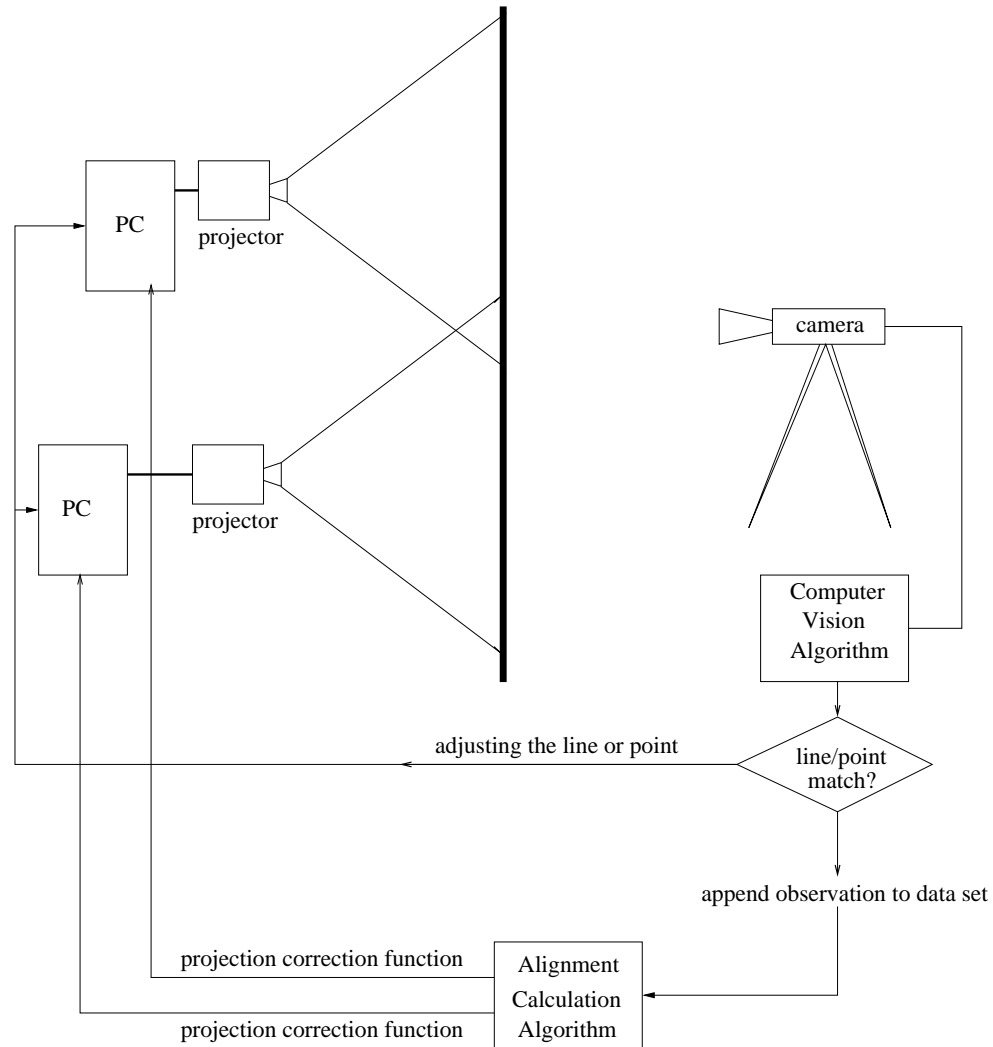 PC
projector
camera
PC
projector
Computer
Vision
Algorithm
adjusting the line or point
line/point
match?
append observation to data set
projection correction function
Alignment
Calculation
Algorithm
projection correction function